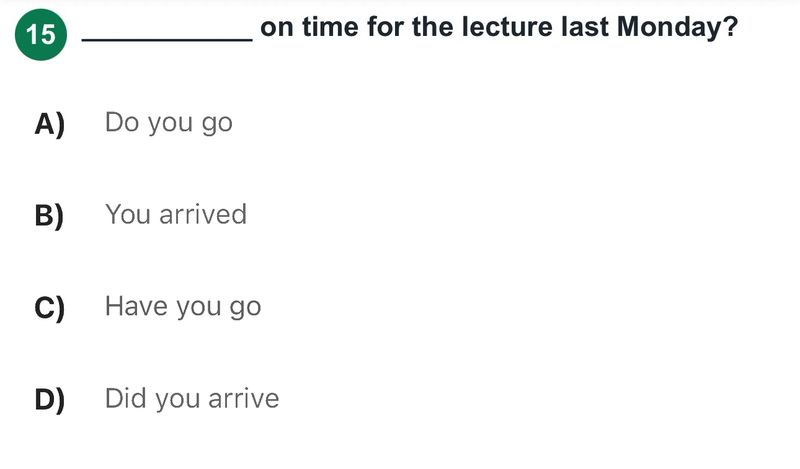 15 __________ on time for the lecture last Monday?
A) Do you go
B) You arrived
C) Have you go
D) Did you arrive